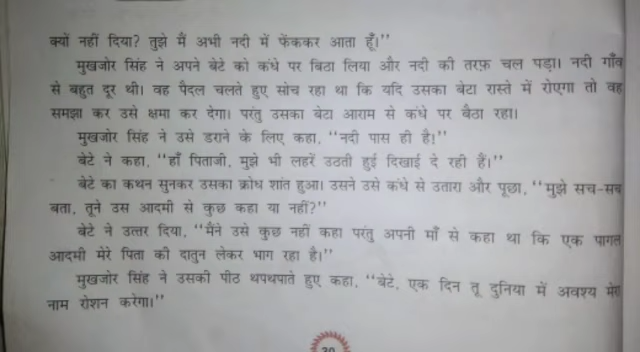 क्यों नहीं दिया? तुझे मैं अभी नदी में फेंककर आता हूँ।"
मुखजोर सिंह ने अपने बेटे को कंधे पर बिठा लिया और नदी की तरफ़ चल पड़ा। नदी गाँव
से बहुत दूर थी। वह पैदल चलते हुए सोच रहा था कि यदि उसका बेटा रास्ते में रोएगा तो वह
समझा कर उसे क्षमा कर देगा। परंतु उसका बेटा आराम से कंधे पर बैठा रहा।
मुखजोर सिंह ने उसे डराने के लिए कहा, "नदी पास ही है!"
बेटे ने कहा, "हाँ पिताजी, मुझे भी लहरें उठती हुई दिखाई दे रही हैं।"
बेटे का कथन सुनकर उसका क्रोध शांत हुआ। उसने उसे कंधे से उतारा और पूछा, "मुझे सच-सच
बता, तूने उस आदमी से कुछ कहा या नहीं?"
बेटे ने उत्तर दिया, "मैंने उसे कुछ नहीं कहा परंतु अपनी माँ से कहा था कि एक पागल
आदमी मेरे पिता की दातुन लेकर भाग रहा है।"
मुखजोर सिंह ने उसकी पीठ थपथपाते हुए कहा, "बेटे, एक दिन तू दुनिया में अवश्य मेरा
नाम रोशन करेगा।"